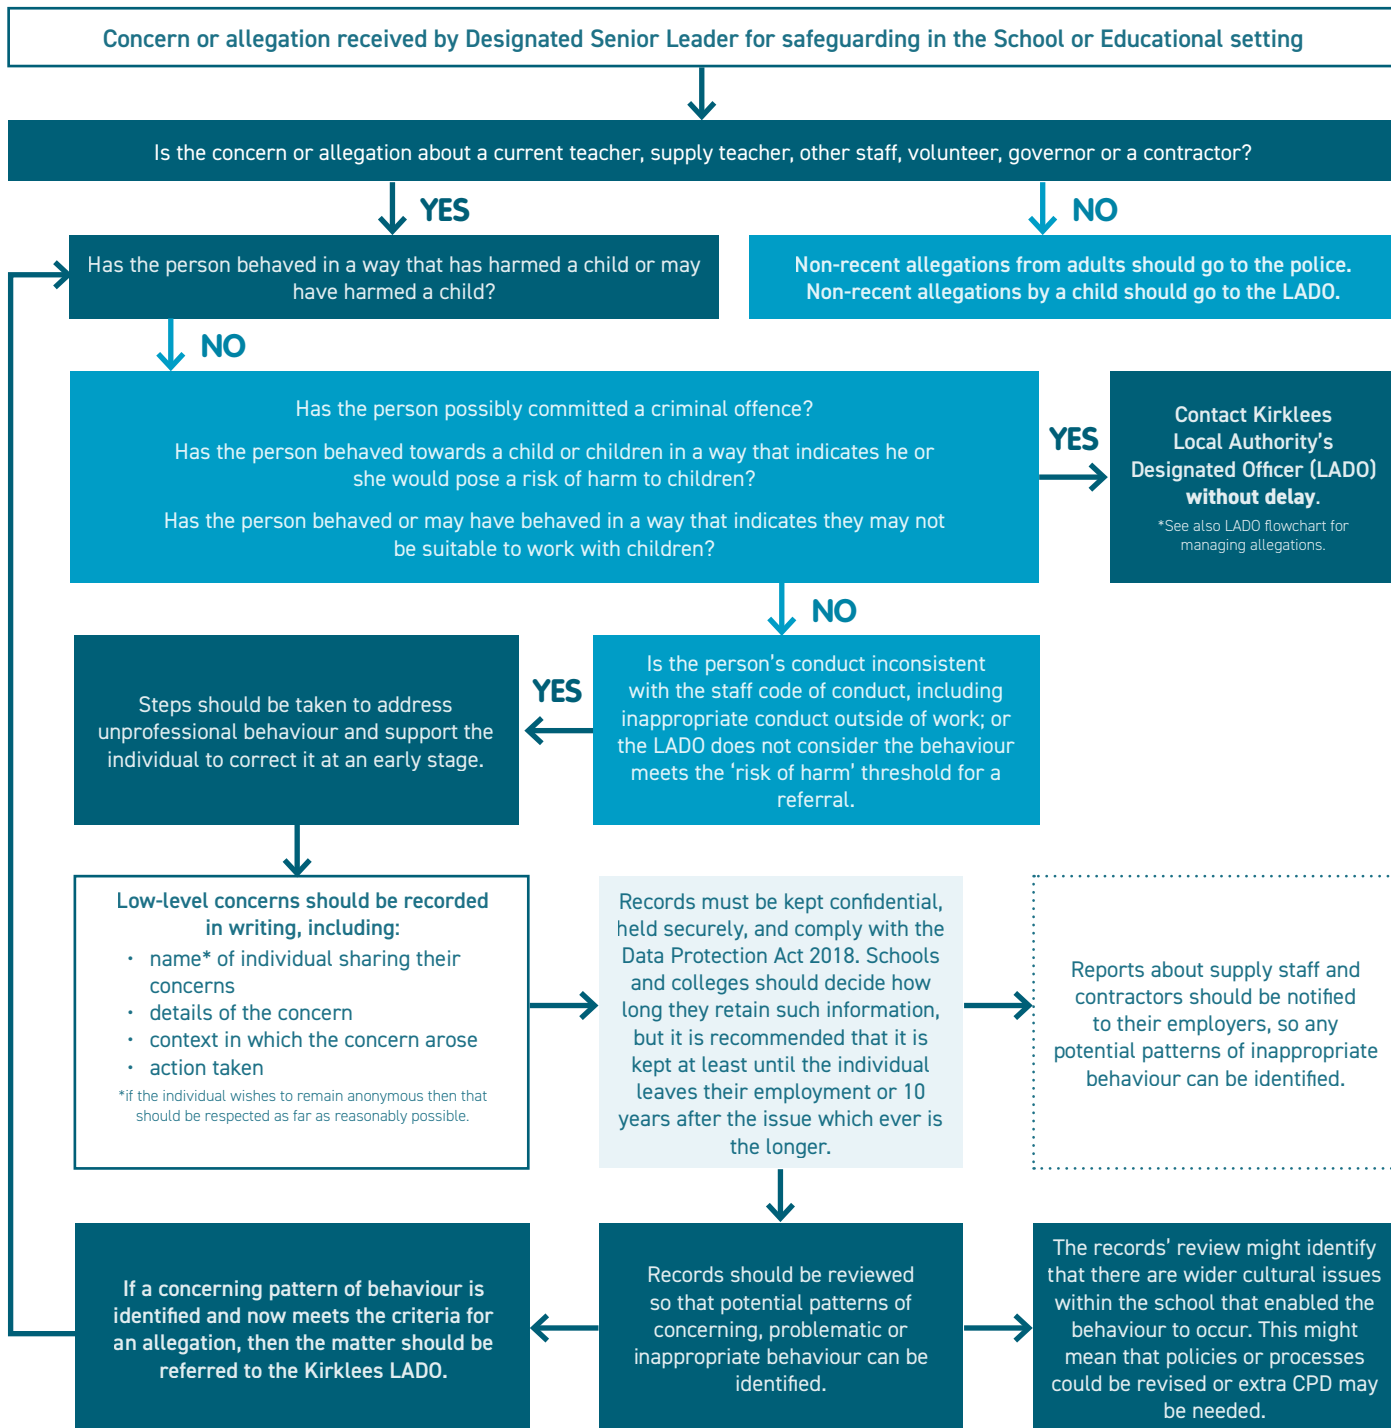 Concern or allegation received by Designated Senior Leader for safeguarding in the School or Educational setting
Is the concern or allegation about a current teacher, supply teacher, other staff, volunteer, governor or a contractor?
YES
NO
Has the person behaved in a way that has harmed a child or may
have harmed a child?
Non-recent allegations from adults should go to the police.
Non-recent allegations by a child should go to the LADO.
NO
Has the person possibly committed a criminal offence?
Has the person behaved towards a child or children in a way that indicates he or
she would pose a risk of harm to children?
Has the person behaved or may have behaved in a way that indicates they may not
be suitable to work with children?
YES
Contact Kirklees
Local Authority's
Designated Officer (LADO)
without delay.
*See also LADO flowchart for
managing allegations.
NO
Steps should be taken to address
unprofessional behaviour and support the
individual to correct it at an early stage.
YES
Is the person's conduct inconsistent
with the staff code of conduct, including
inappropriate conduct outside of work; or
the LADO does not consider the behaviour
meets the ‘risk of harm’ threshold for a
referral.
Low-level concerns should be recorded
in writing, including:
· name* of individual sharing their
concerns
· details of the concern
· context in which the concern arose
· action taken
*if the individual wishes to remain anonymous then that
should be respected as far as reasonably possible.
Records must be kept confidential,
held securely, and comply with the
Data Protection Act 2018. Schools
and colleges should decide how
long they retain such information,
but it is recommended that it is
kept at least until the individual
leaves their employment or 10
years after the issue which ever is
the longer.
Reports about supply staff and
contractors should be notified
to their employers, so any
potential patterns of inappropriate
behaviour can be identified.
If a concerning pattern of behaviour is
identified and now meets the criteria for
an allegation, then the matter should be
referred to the Kirklees LADO.
Records should be reviewed
so that potential patterns of
concerning, problematic or
inappropriate behaviour can be
identified.
The records’ review might identify
that there are wider cultural issues
within the school that enabled the
behaviour to occur. This might
mean that policies or processes
could be revised or extra CPD may
be needed.